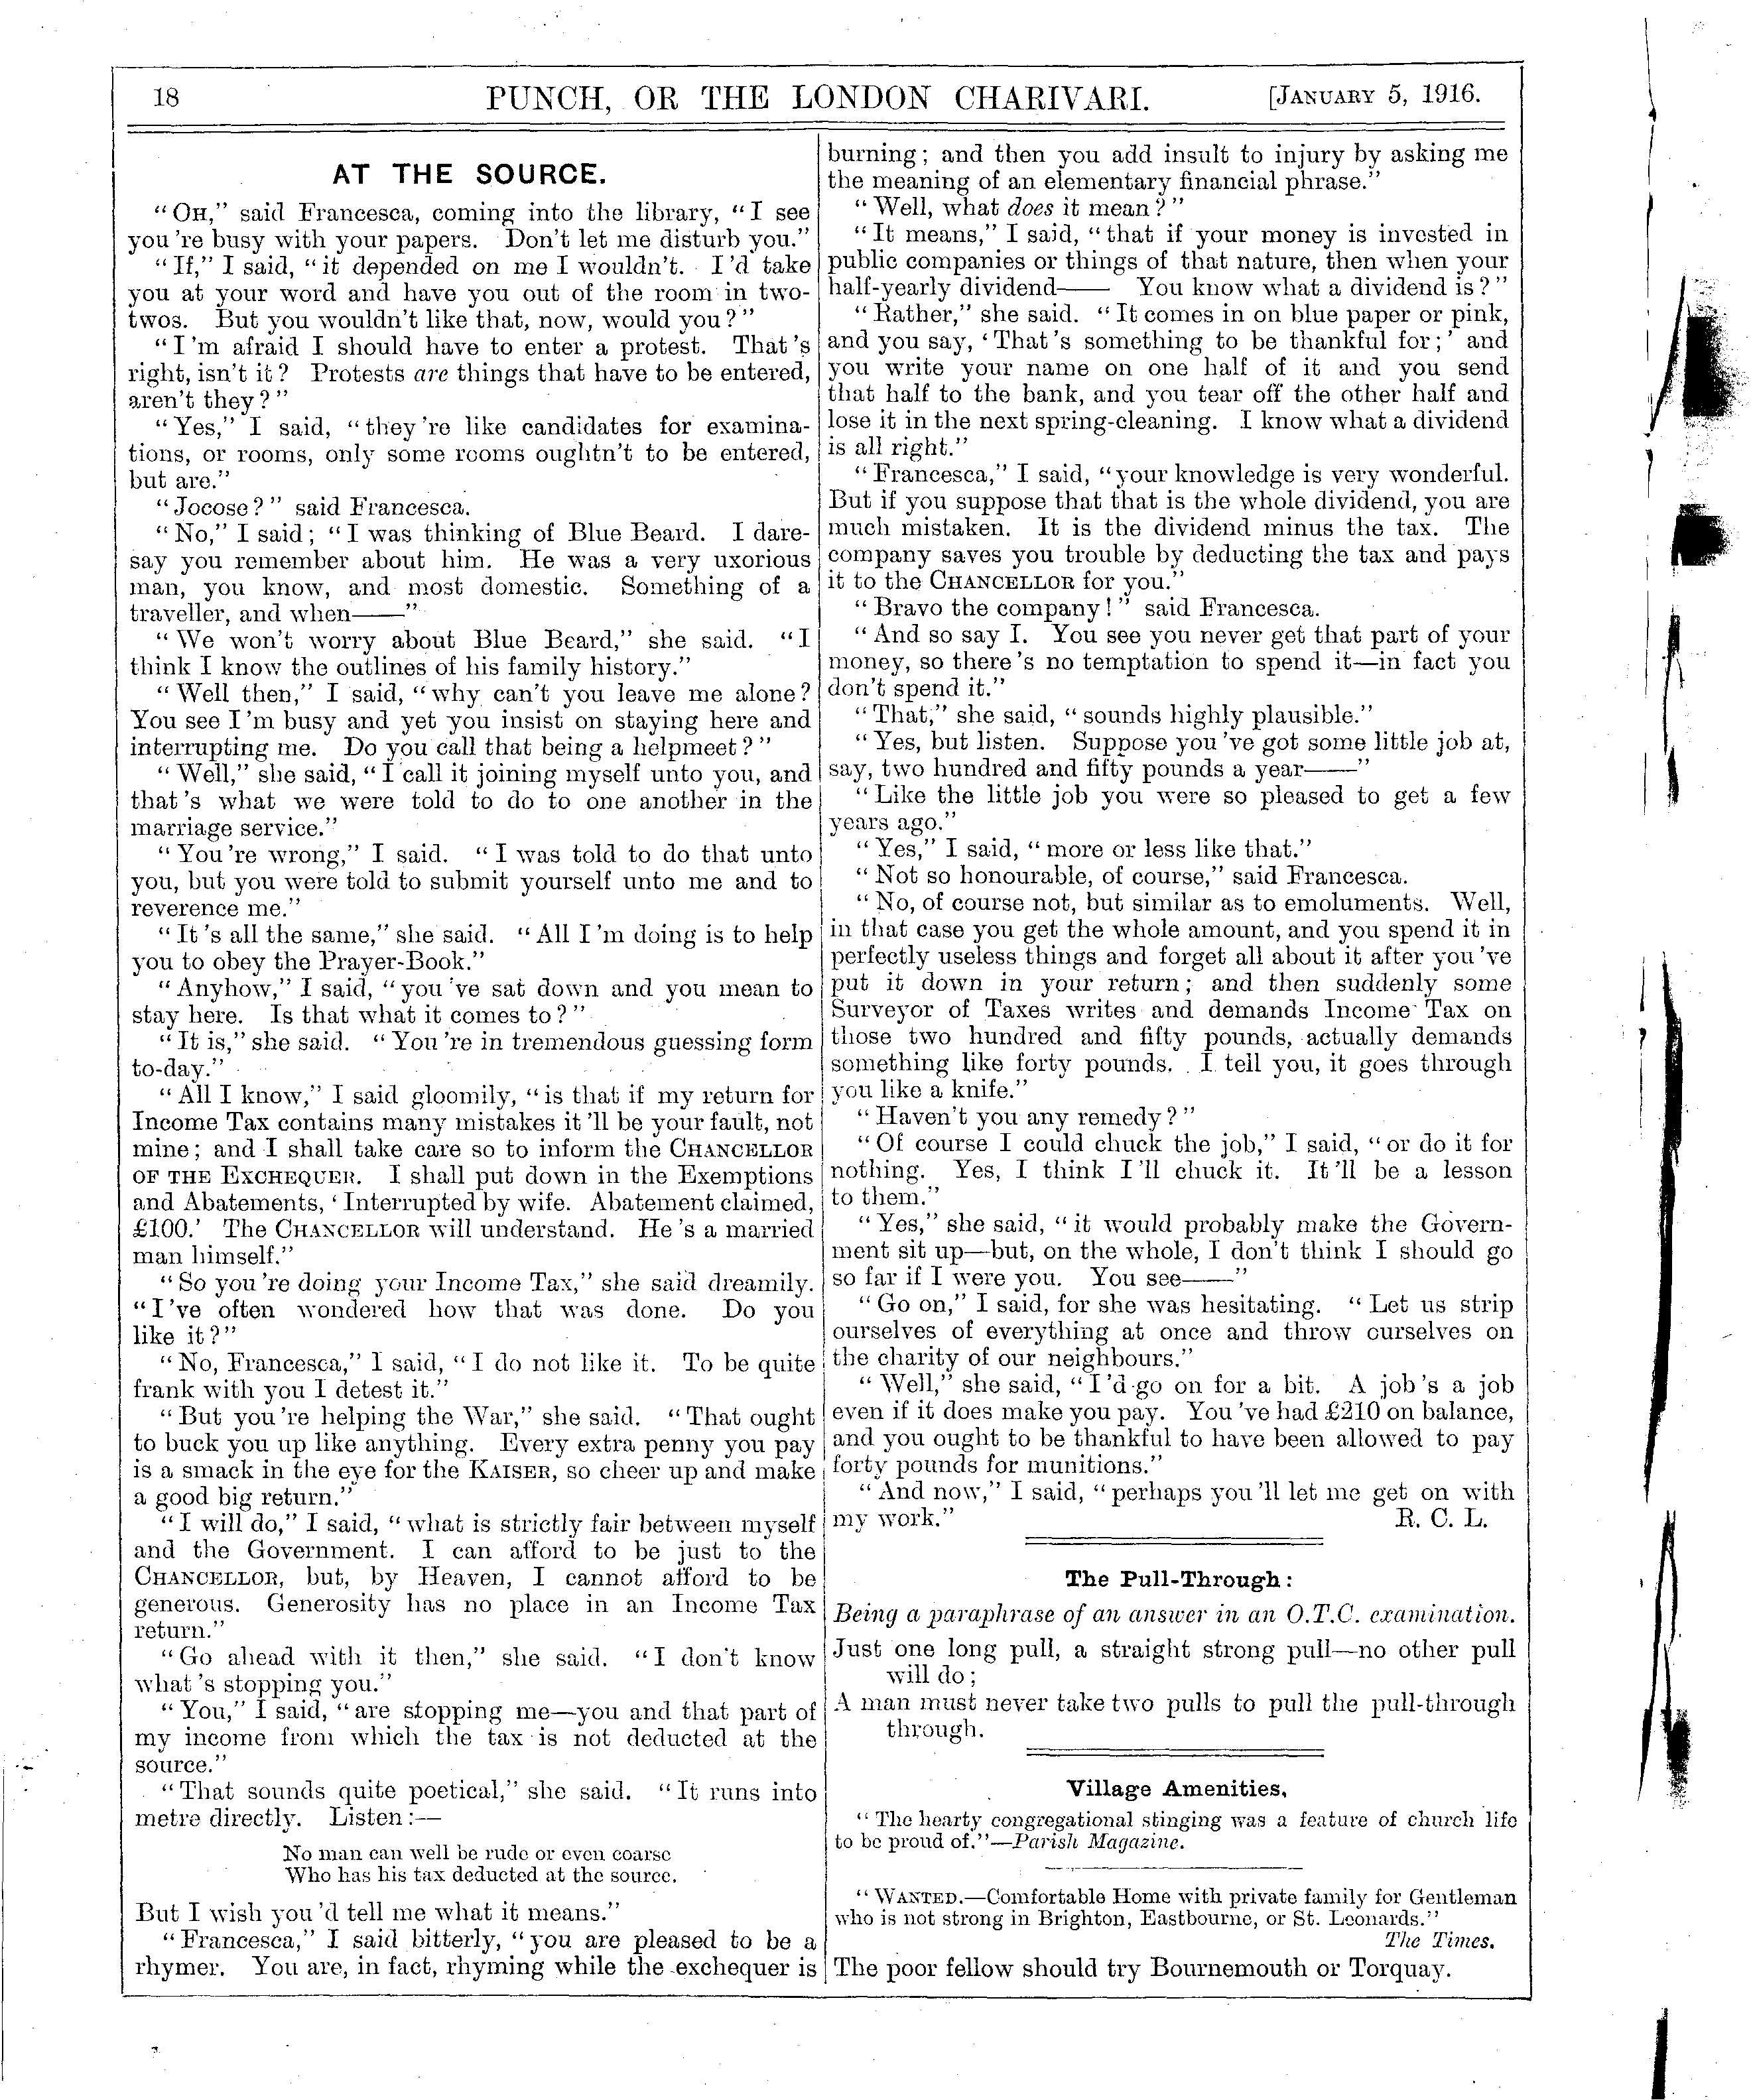 18
PUNCH, OR THE LONDON CHARIVARI.
[JANUARY 5, 1916.
AT THE SOURCE.
"OH," said Francesca, coming into the library, "I see
you're busy with your papers. Don't let me disturb you."
"If," I said, "it depended on me I wouldn't. I'd take
you at your word and have you out of the room in two-
twos. But you wouldn't like that, now, would you?"
"I'm afraid I should have to enter a protest. That's
right, isn't it? Protests are things that have to be entered,
aren't they?"
"Yes," I said, "they're like candidates for examina-
tions, or rooms, only some rooms oughtn't to be entered,
but are."
"Jocose?" said Francesca.
"No," I said; "I was thinking of Blue Beard. I dare-
say you remember about him. He was a very uxorious
man, you know, and most domestic. Something of a
traveller, and when——"
"We won't worry about Blue Beard," she said. "I
think I know the outlines of his family history."
"Well then," I said, "why can't you leave me alone?
You see I'm busy and yet you insist on staying here and
interrupting me. Do you call that being a helpmeet?"
"Well," she said, "I call it joining myself unto you, and
that's what we were told to do to one another in the
marriage service."
"You're wrong," I said. "I was told to do that unto
you, but you were told to submit yourself unto me and to
reverence me."
"It's all the same," she said. "All I'm doing is to help
you to obey the Prayer-Book."
"Anyhow," I said, "you've sat down and you mean to
stay here. Is that what it comes to?"
"It is," she said. "You're in tremendous guessing form
to-day."
"All I know," I said gloomily, "is that if my return for
Income Tax contains many mistakes it'll be your fault, not
mine; and I shall take care so to inform the CHANCELLOR
OF THE EXCHEQUER. I shall put down in the Exemptions
and Abatements, 'Interrupted by wife. Abatement claimed,
£100.' The CHANCELLOR will understand. He's a married
man himself."
"So you're doing your Income Tax," she said dreamily.
"I've often wondered how that was done. Do you
like it?"
"No, Francesca," I said, "I do not like it. To be quite
frank with you I detest it."
"But you're helping the War," she said. "That ought
to buck you up like anything. Every extra penny you pay
is a smack in the eye for the KAISER, so cheer up and make
a good big return."
"I will do," I said, "what is strictly fair between myself
and the Government. I can afford to be just to the
CHANCELLOR, but, by Heaven, I cannot afford to be
generous. Generosity has no place in an Income Tax
return."
"Go ahead with it then," she said. "I don't know
what's stopping you."
"You," I said, "are stopping me—you and that part of
my income from which the tax is not deducted at the
source."
"That sounds quite poetical," she said. "It runs into
metre directly. Listen:—
No man can well be rude or even coarse
Who has his tax deducted at the source.
But I wish you'd tell me what it means."
"Francesca," I said bitterly, "you are pleased to be a
rhymer. You are, in fact, rhyming while the exchequer is
burning; and then you add insult to injury by asking me
the meaning of an elementary financial phrase."
"Well, what does it mean?"
"It means," I said, "that if your money is invested in
public companies or things of that nature, then when your
half-yearly dividend—— You know what a dividend is?"
"Rather," she said. "It comes in on blue paper or pink,
and you say, 'That's something to be thankful for;' and
you write your name on one half of it and you send
that half to the bank, and you tear off the other half and
lose it in the next spring-cleaning. I know what a dividend
is all right."
"Francesca," I said, "your knowledge is very wonderful.
But if you suppose that that is the whole dividend, you are
much mistaken. It is the dividend minus the tax. The
company saves you trouble by deducting the tax and pays
it to the CHANCELLOR for you."
"Bravo the company!" said Francesca.
"And so say I. You see you never get that part of your
money, so there's no temptation to spend it—in fact you
don't spend it."
"That," she said, "sounds highly plausible."
"Yes, but listen. Suppose you've got some little job at,
say, two hundred and fifty pounds a year——"
"Like the little job you were so pleased to get a few
years ago."
"Yes," I said, "more or less like that."
"Not so honourable, of course," said Francesca.
"No, of course not, but similar as to emoluments. Well,
in that case you get the whole amount, and you spend it in
perfectly useless things and forget all about it after you've
put it down in your return; and then suddenly some
Surveyor of Taxes writes and demands Income Tax on
those two hundred and fifty pounds, actually demands
something like forty pounds. I tell you, it goes through
you like a knife."
"Haven't you any remedy?"
"Of course I could chuck the job," I said, "or do it for
nothing. Yes, I think I'll chuck it. It'll be a lesson
to them."
"Yes," she said, "it would probably make the Govern-
ment sit up—but, on the whole, I don't think I should go
so far if I were you. You see——"
"Go on," I said, for she was hesitating. "Let us strip
ourselves of everything at once and throw ourselves on
the charity of our neighbours."
"Well," she said, "I'd go on for a bit. A job's a job
even if it does make you pay. You've had £210 on balance,
and you ought to be thankful to have been allowed to pay
forty pounds for munitions."
"And now," I said, "perhaps you'll let me get on with
my work." R. C. L.
The Pull-Through:
Being a paraphrase of an answer in an O.T.C. examination.
Just one long pull, a straight strong pull—no other pull
will do;
A man must never take two pulls to pull the pull-through
through.
Village Amenities.
"The hearty congregational stinging was a feature of church life
to be proud of."—Parish Magazine.
"WANTED.—Comfortable Home with private family for Gentleman
who is not strong in Brighton, Eastbourne, or St. Leonards."
The Times.
The poor fellow should try Bournemouth or Torquay.